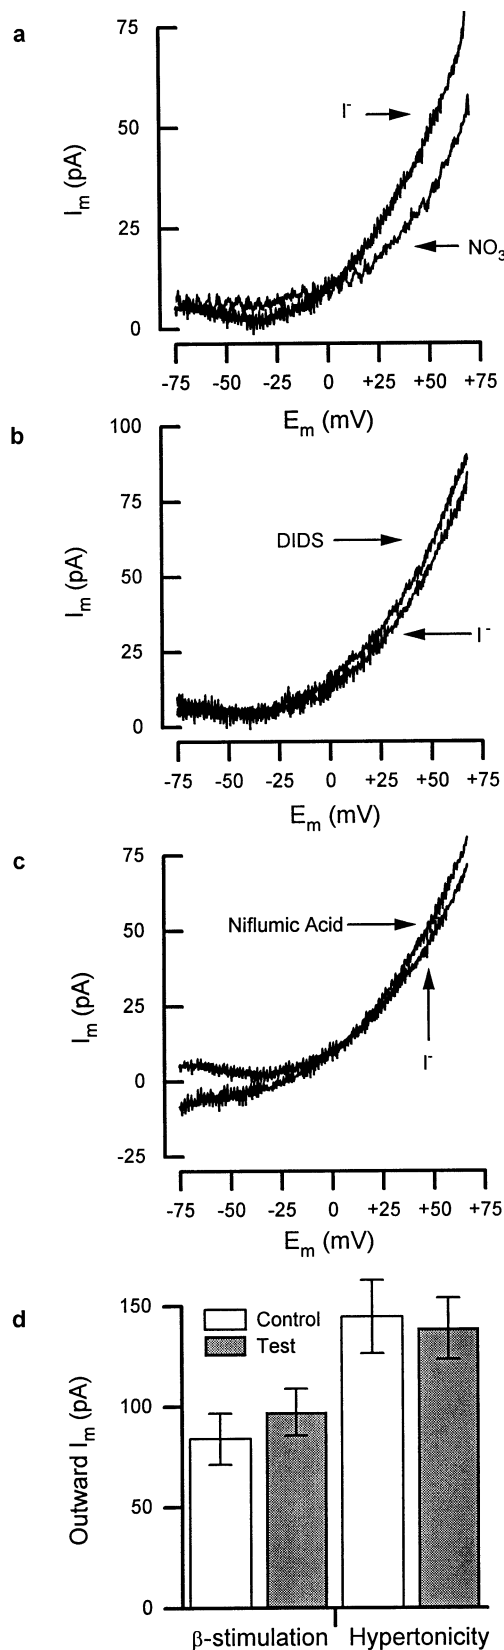 a
75
50
25
0
I_m (pA)
I⁻
NO₃
-75 -50 -25 0 +25 +50 +75
E_m (mV)
b
100
75
50
25
0
I_m (pA)
DIDS
I⁻
-75 -50 -25 0 +25 +50 +75
E_m (mV)
c
75
50
25
0
-25
I_m (pA)
Niflumic Acid
I⁻
-75 -50 -25 0 +25 +50 +75
E_m (mV)
d
150
100
50
0
Outward I_m (pA)
Control
Test
β-stimulation Hypertonicity